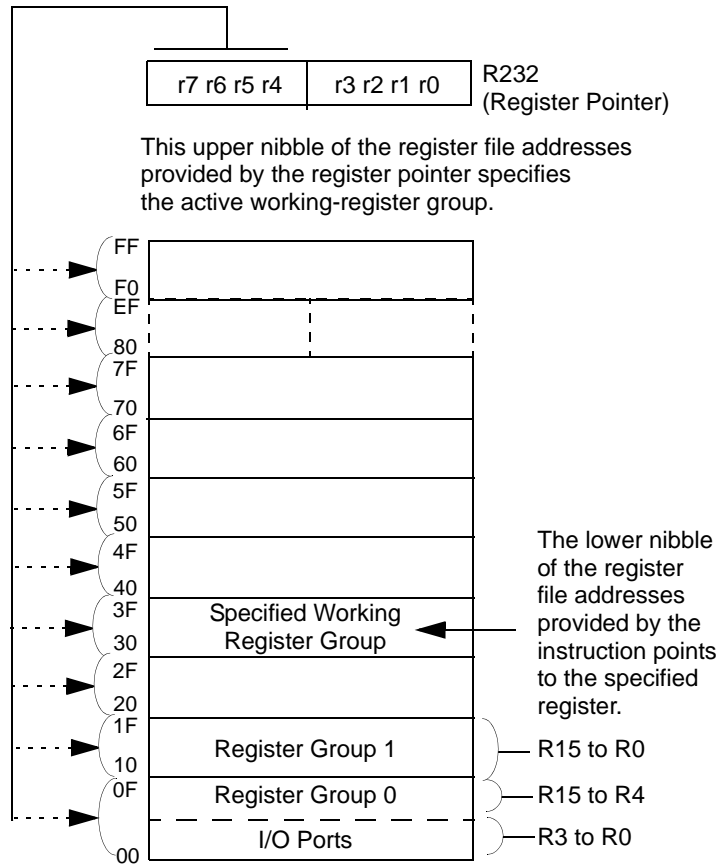 r7 r6 r5 r4
r3 r2 r1 r0
R232
(Register Pointer)
This upper nibble of the register file addresses
provided by the register pointer specifies
the active working-register group.
FF
F0
EF
80
7F
70
6F
60
5F
50
4F
40
3F
30
2F
20
1F
10
0F
00
Specified Working
Register Group
The lower nibble
of the register
file addresses
provided by the
instruction points
to the specified
register.
Register Group 1
R15 to R0
Register Group 0
R15 to R4
I/O Ports
R3 to R0